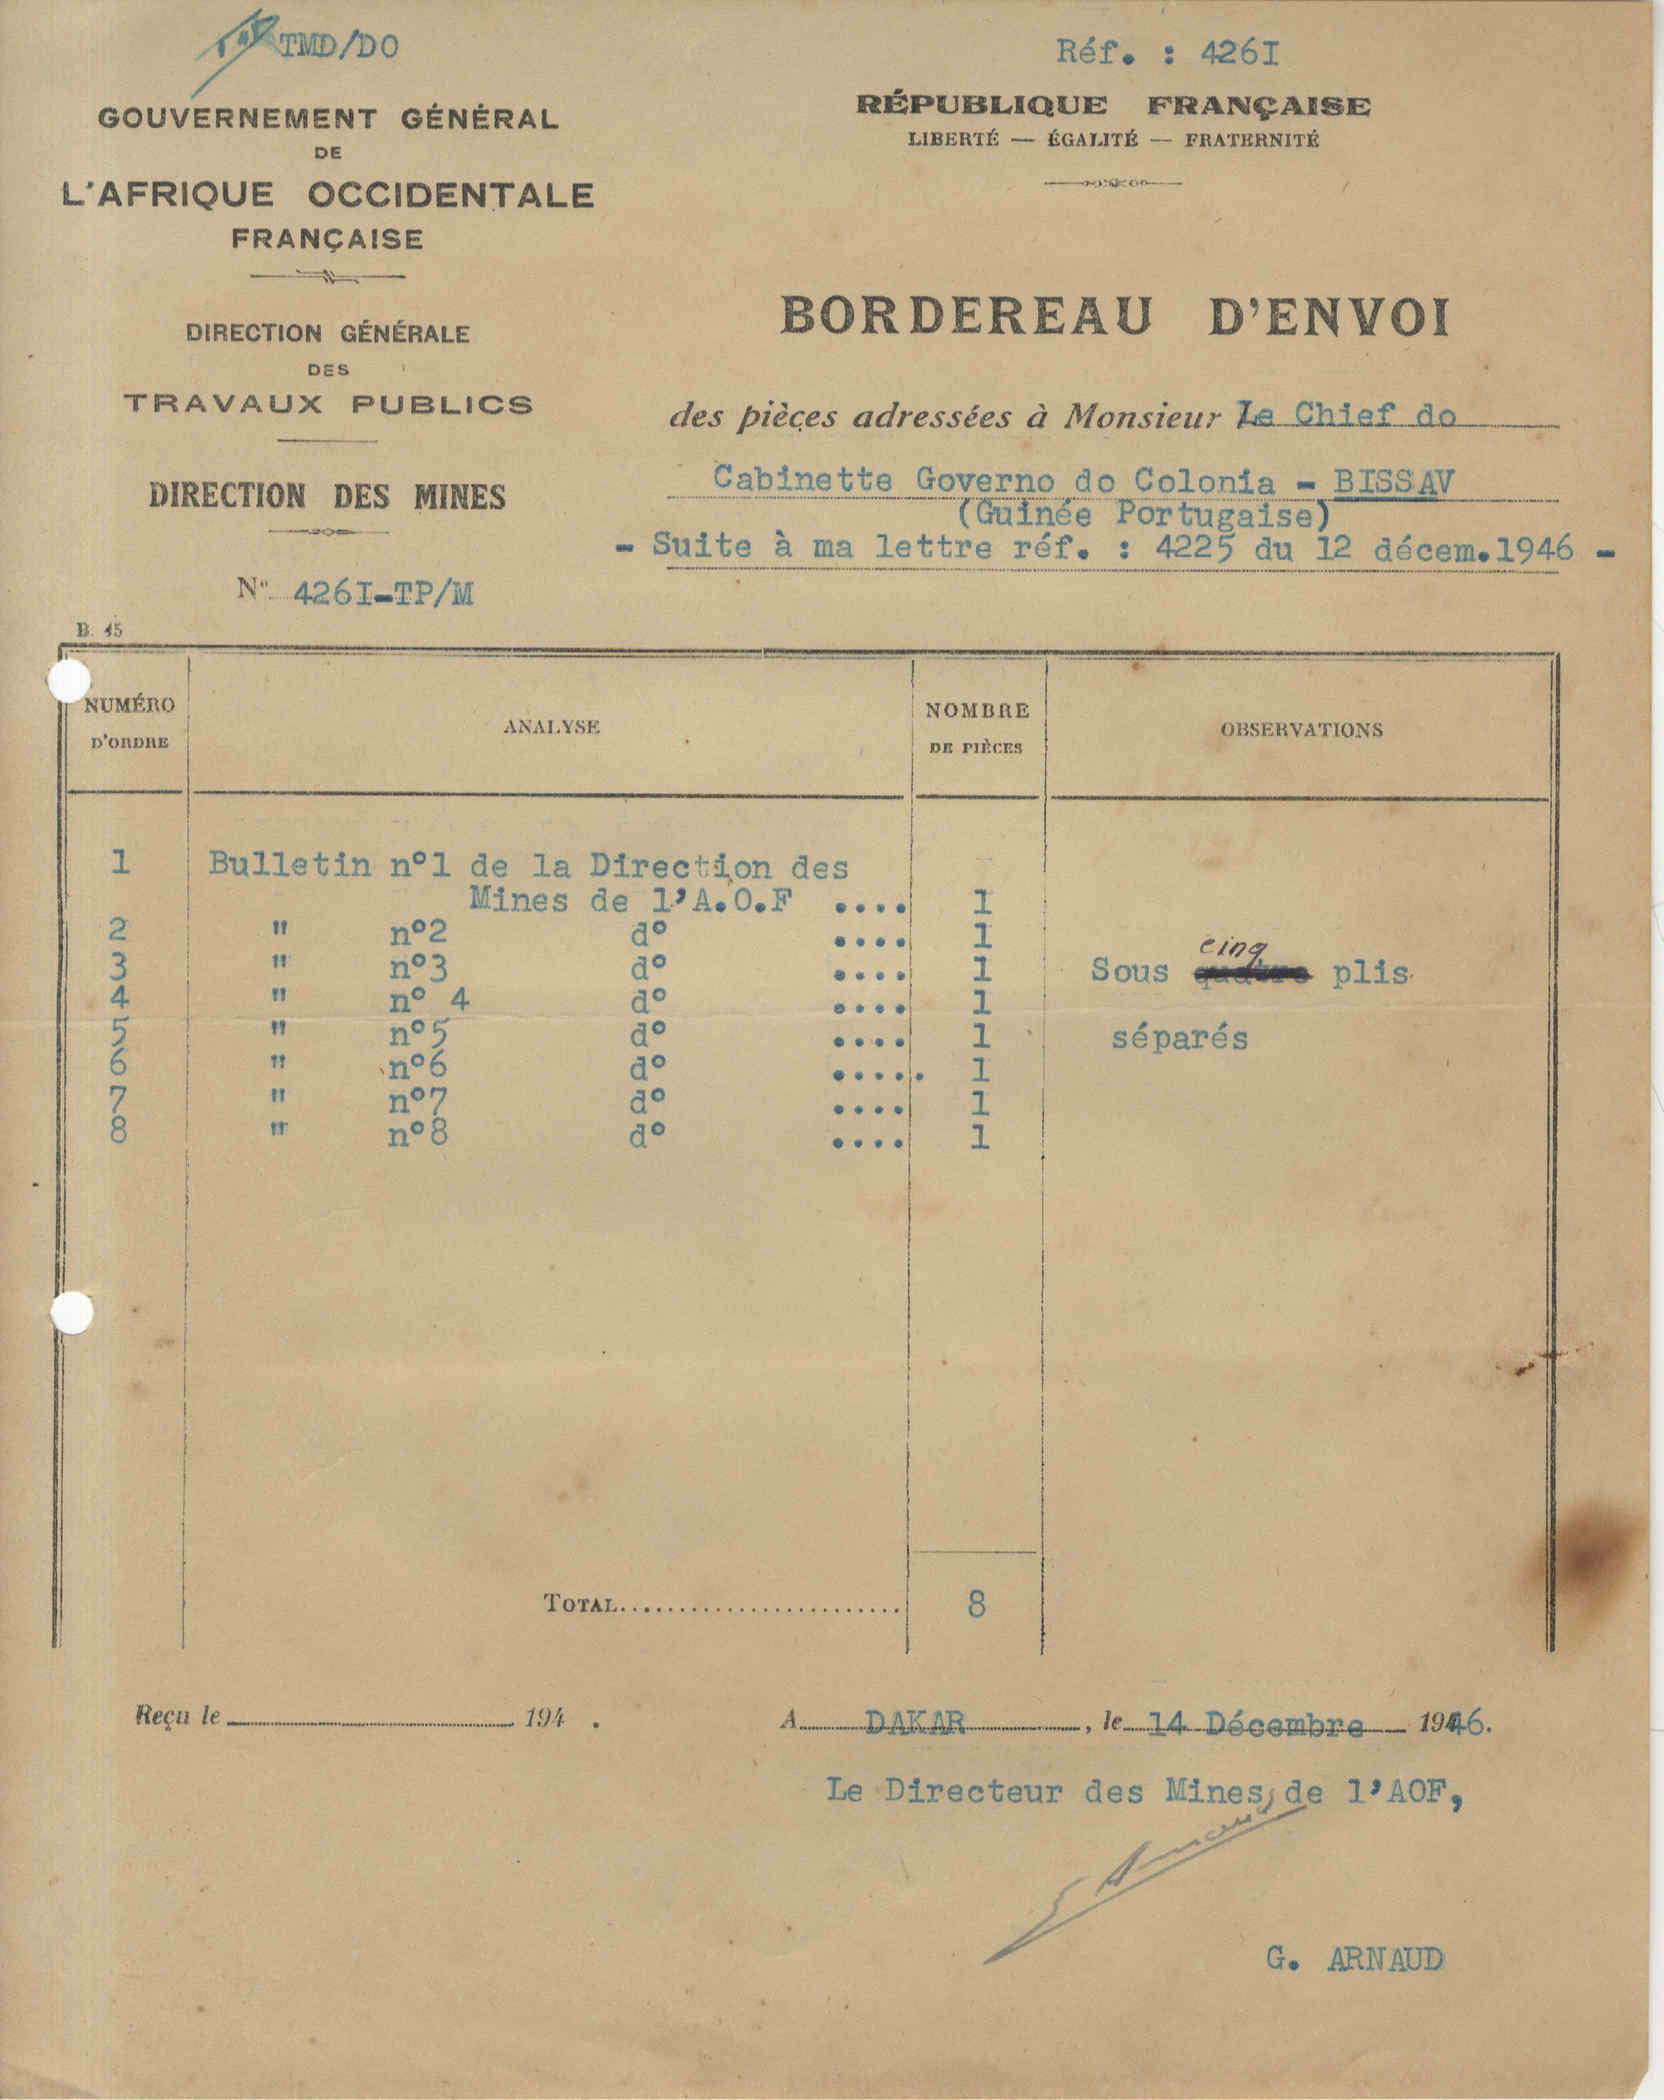 TMD/DO
Réf. : 426I
GOUVERNEMENT GÉNÉRAL
DE
L'AFRIQUE OCCIDENTALE
FRANÇAISE
DIRECTION GÉNÉRALE
DES
TRAVAUX PUBLICS
DIRECTION DES MINES
N° 426I-TP/M
B. 45
RÉPUBLIQUE FRANÇAISE
LIBERTÉ — ÉGALITÉ — FRATERNITÉ
BORDEREAU D'ENVOI
des pièces adressées à Monsieur Le Chief do
Cabinette Governo do Colonia - BISSAV
(Guinée Portugaise)
- Suite à ma lettre réf. : 4225 du 12 décem.1946 -
NUMÉRO D'ORDRE ANALYSE NOMBRE DE PIÈCES OBSERVATIONS
1 Bulletin n°1 de la Direction des
Mines de l'A.O.F .... 1
2 " n°2 d° .... 1
cinq
3 " n°3 d° .... 1 Sous quatre plis
4 " n° 4 d° .... 1
5 " n°5 d° .... 1 séparés
6 " n°6 d° ..... 1
7 " n°7 d° .... 1
8 " n°8 d° .... 1
TOTAL........................ 8
Reçu le 194 .
A DAKAR , le 14 Décembre 1946.
Le Directeur des Mines de l'AOF,
G. ARNAUD